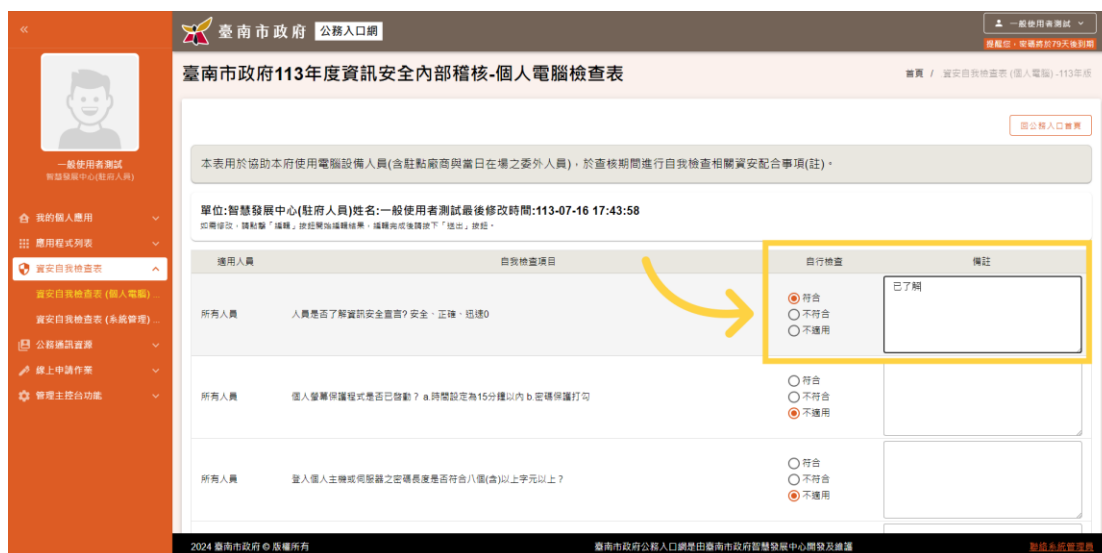 «
臺南市政府 公務入口網
一般使用者測試
提醒您，密碼將於79天後到期
臺南市政府113年度資訊安全內部稽核-個人電腦檢查表
首頁 / 資安自我檢查表 (個人電腦) -113年版
回公務入口首頁
一般使用者測試
智慧發展中心(駐府人員)
我的個人應用
應用程式列表
資安自我檢查表
資安自我檢查表 (個人電腦) ...
資安自我檢查表 (系統管理) ...
公務通訊資源
線上申請作業
管理主控台功能
本表用於協助本府使用電腦設備人員(含駐點廠商與當日在場之委外人員)，於查核期間進行自我檢查相關資安配合事項(註)。
單位:智慧發展中心(駐府人員)姓名:一般使用者測試最後修改時間:113-07-16 17:43:58
如需修改，請點擊「編輯」按鈕開始編輯結果，編輯完成後請按下「送出」按鈕。
適用人員 自我檢查項目 自行檢查 備註
所有人員 人員是否了解資訊安全宣言? 安全、正確、迅速0
符合
不符合
不適用
已了解
所有人員 個人螢幕保護程式是否已啓動？ a.時間設定為15分鐘以內 b.密碼保護打勾
符合
不符合
不適用
所有人員 登入個人主機或伺服器之密碼長度是否符合八個(含)以上字元以上？
符合
不符合
不適用
2024 臺南市政府 © 版權所有 臺南市政府公務入口網是由臺南市政府智慧發展中心開發及維護 聯絡系統管理員